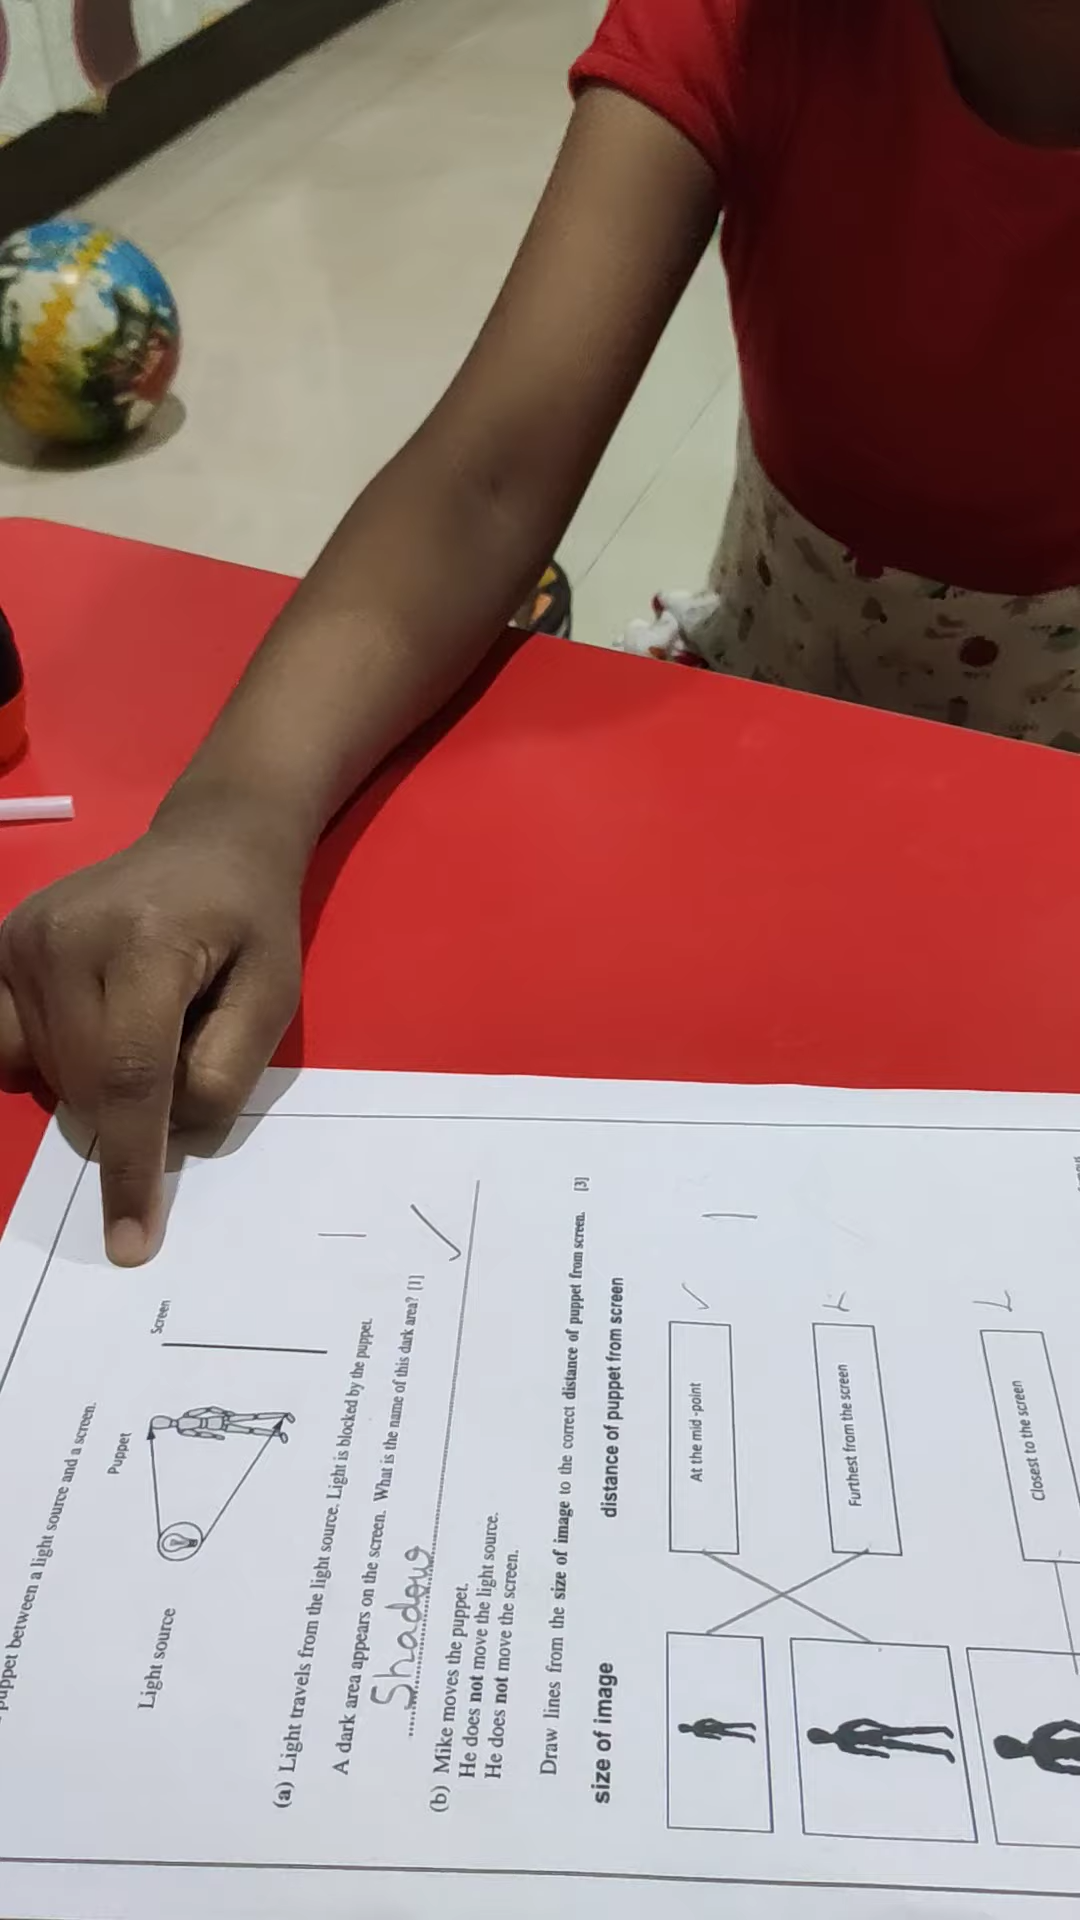 puppet between a light source and a screen.
Puppet
Screen
Light source
(a) Light travels from the light source. Light is blocked by the puppet.
A dark area appears on the screen. What is the name of this dark area? [1]
Shadow
(b) Mike moves the puppet.
He does not move the light source.
He does not move the screen.
Draw lines from the size of image to the correct distance of puppet from screen. [3]
size of image
distance of puppet from screen
At the mid -point
Furthest from the screen
Closest to the screen